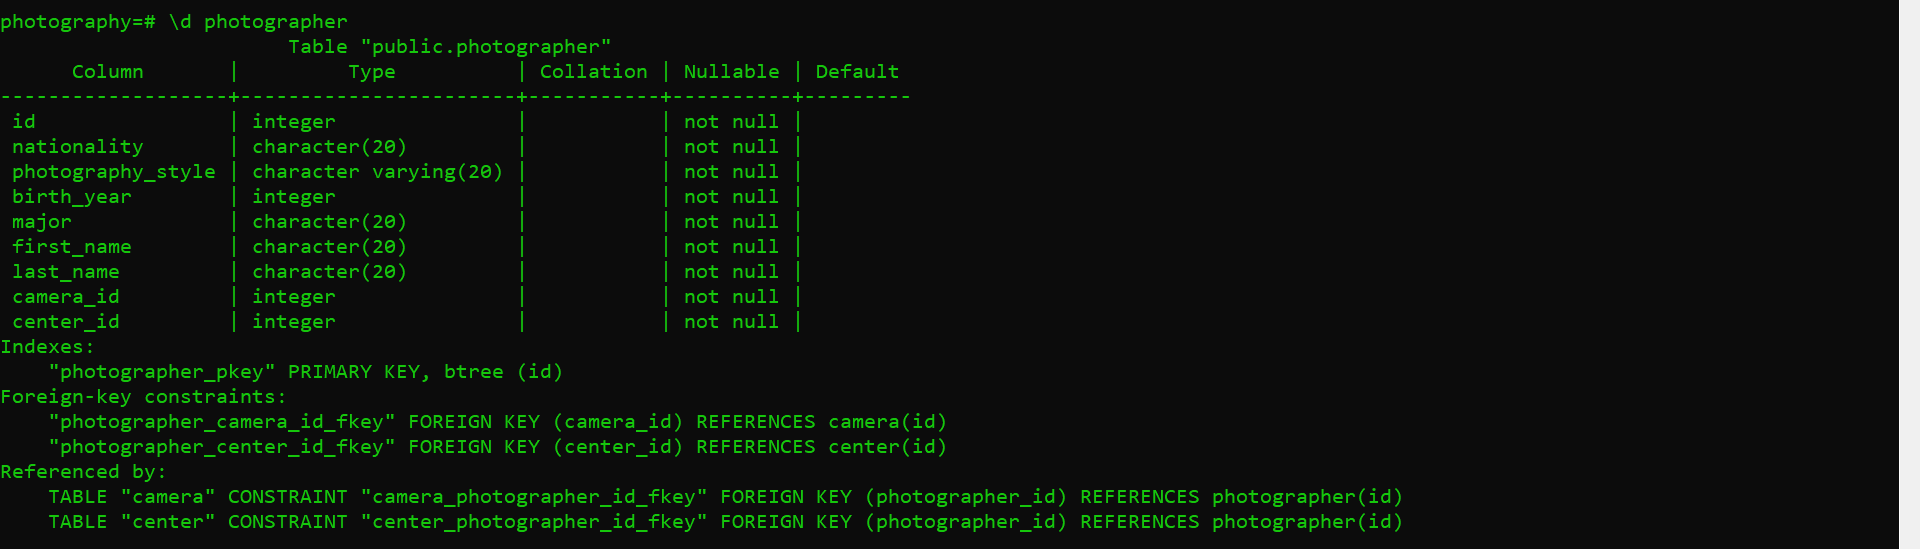 photography=# \d photographer
                        Table "public.photographer"
      Column       |         Type          | Collation | Nullable | Default
-------------------+-----------------------+-----------+----------+---------
 id                | integer               |           | not null |
 nationality       | character(20)         |           | not null |
 photography_style | character varying(20) |           | not null |
 birth_year        | integer               |           | not null |
 major             | character(20)         |           | not null |
 first_name        | character(20)         |           | not null |
 last_name         | character(20)         |           | not null |
 camera_id         | integer               |           | not null |
 center_id         | integer               |           | not null |
Indexes:
    "photographer_pkey" PRIMARY KEY, btree (id)
Foreign-key constraints:
    "photographer_camera_id_fkey" FOREIGN KEY (camera_id) REFERENCES camera(id)
    "photographer_center_id_fkey" FOREIGN KEY (center_id) REFERENCES center(id)
Referenced by:
    TABLE "camera" CONSTRAINT "camera_photographer_id_fkey" FOREIGN KEY (photographer_id) REFERENCES photographer(id)
    TABLE "center" CONSTRAINT "center_photographer_id_fkey" FOREIGN KEY (photographer_id) REFERENCES photographer(id)